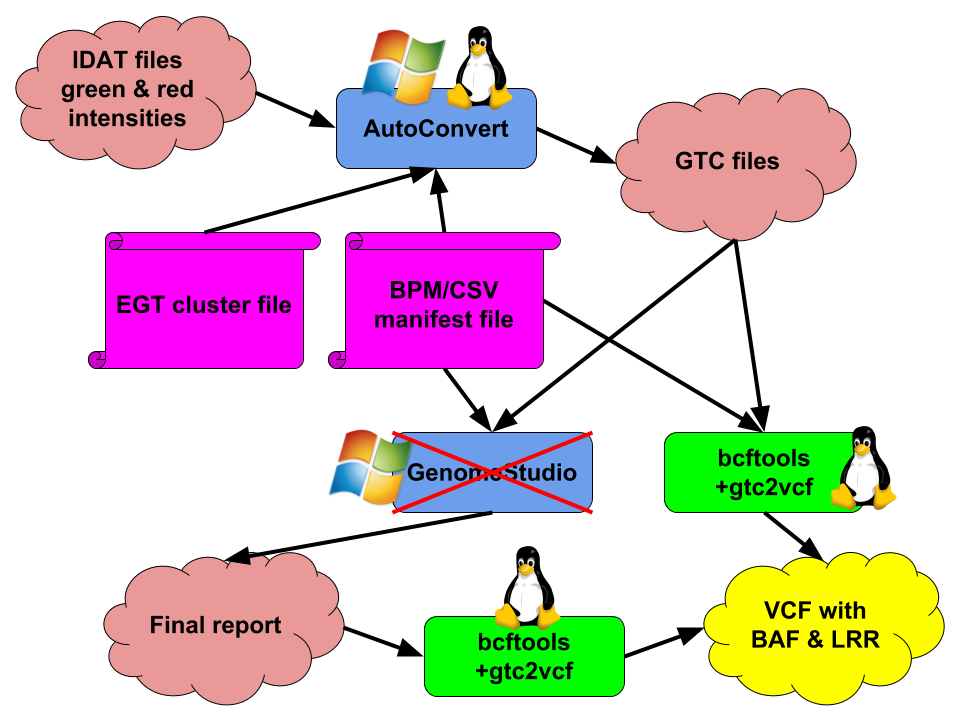 IDAT files
green & red
intensities
AutoConvert
GTC files
EGT cluster file
BPM/CSV
manifest file
GenomeStudio
bcftools
+gtc2vcf
Final report
bcftools
+gtc2vcf
VCF with
BAF & LRR